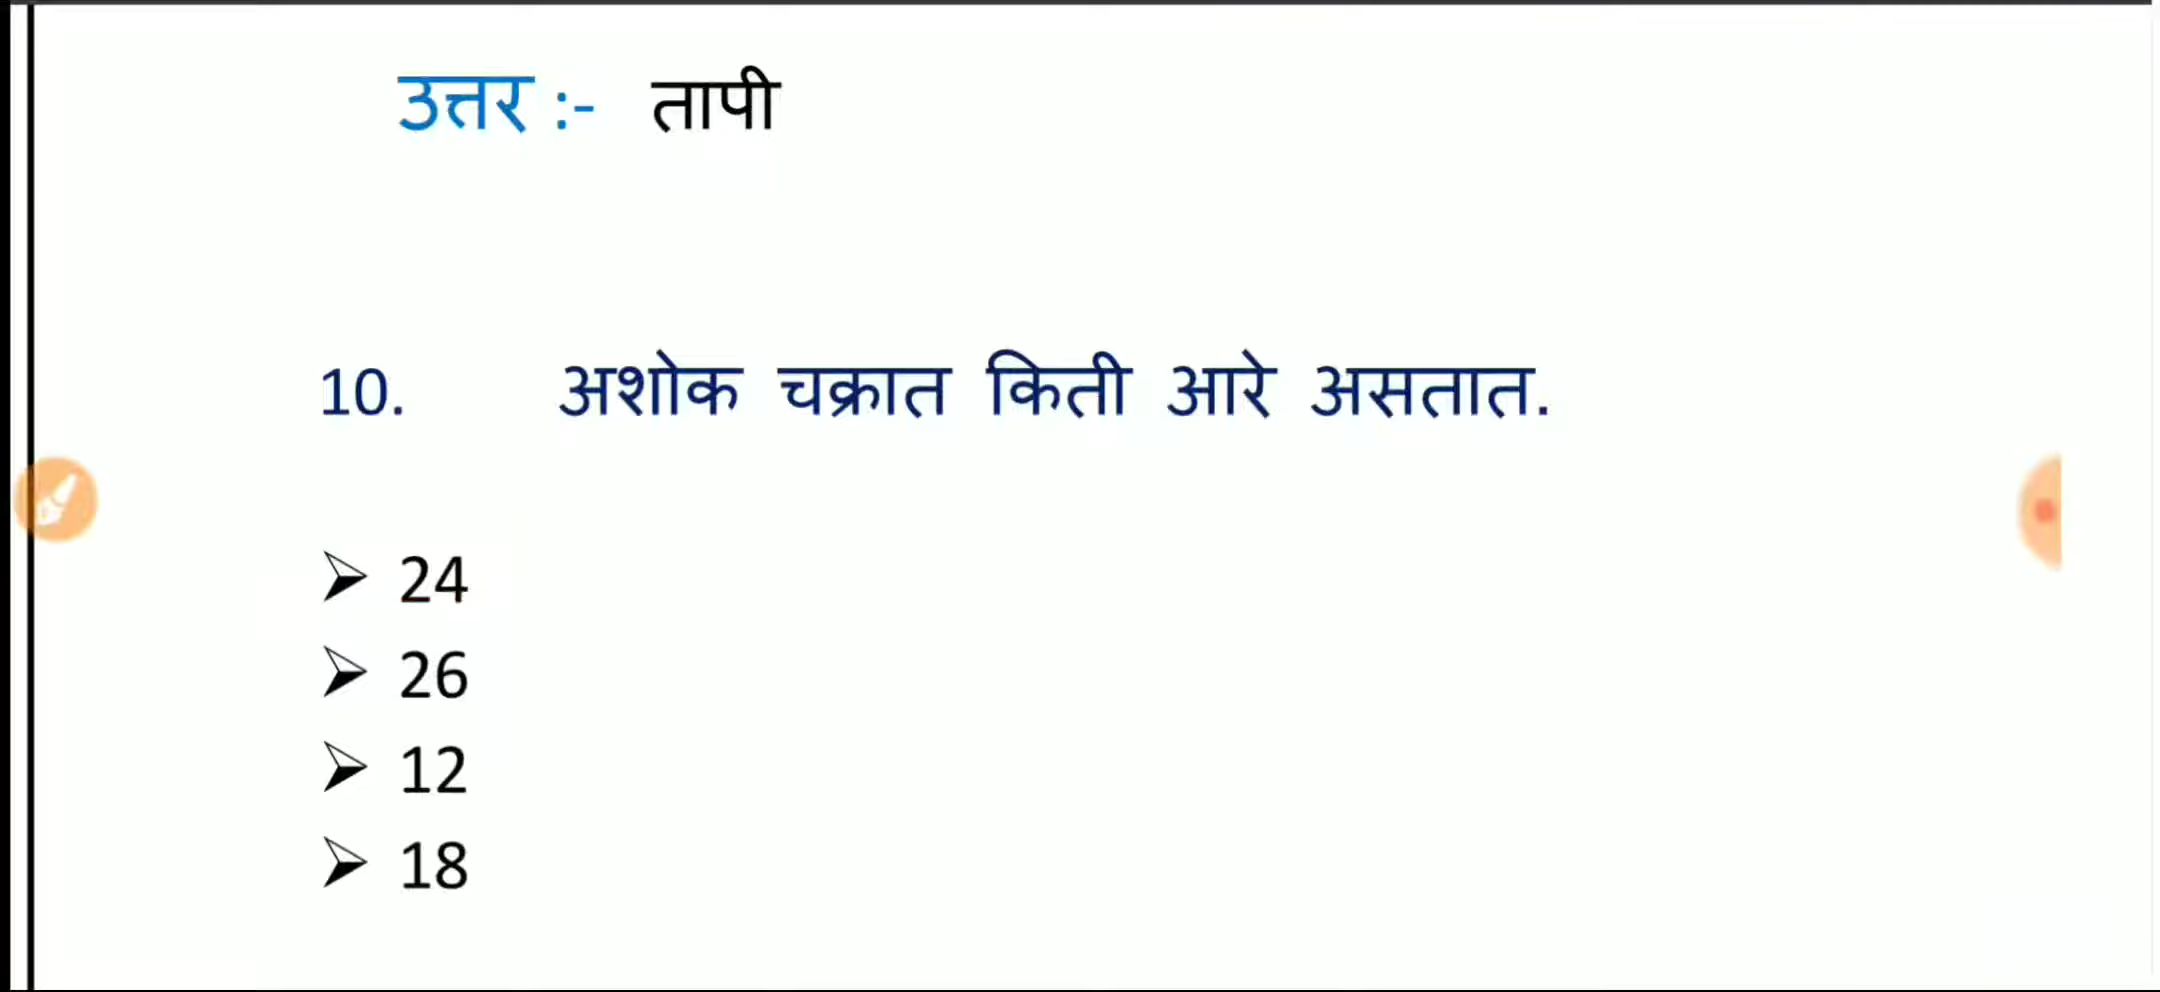 उत्तर :- तापी
10. अशोक चक्रात किती आरे असतात.
➢ 24
➢ 26
➢ 12
➢ 18